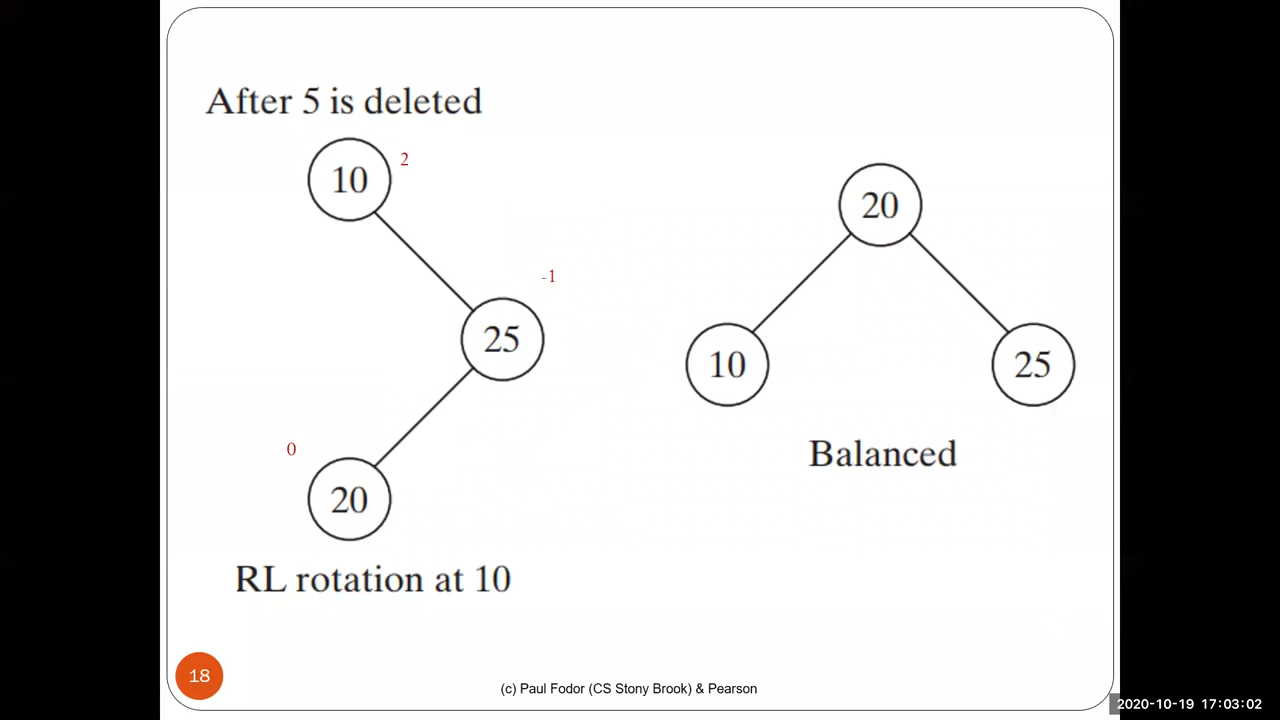 After 5 is deleted
10
2
-1
25
0
20
RL rotation at 10
20
10
25
Balanced
18
(c) Paul Fodor (CS Stony Brook) & Pearson
2020-10-19 17:03:02